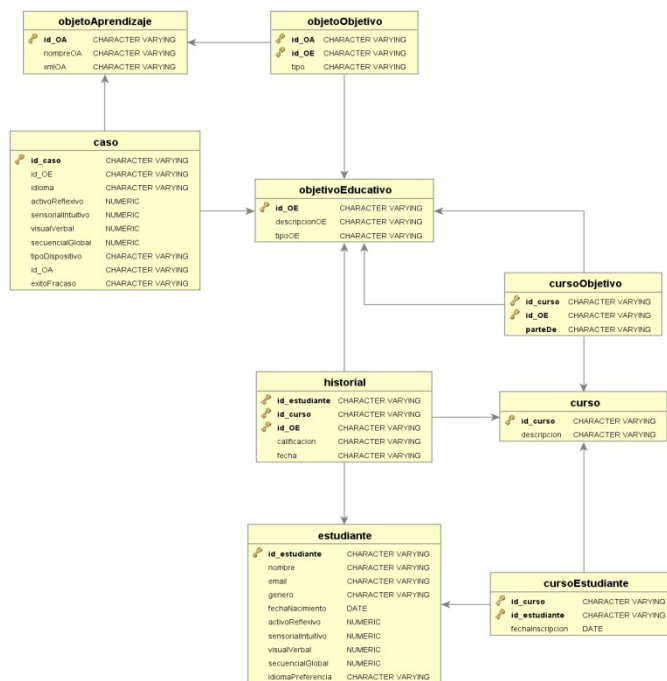 objetoAprendizaje
id_OA CHARACTER VARYING
nombreOA CHARACTER VARYING
xmlOA CHARACTER VARYING
objetoObjetivo
id_OA CHARACTER VARYING
id_OE CHARACTER VARYING
tipo CHARACTER VARYING
caso
id_caso CHARACTER VARYING
id_OE CHARACTER VARYING
idioma CHARACTER VARYING
activoReflexivo NUMERIC
sensorialIntuitivo NUMERIC
visualVerbal NUMERIC
secuencialGlobal NUMERIC
tipoDispositivo CHARACTER VARYING
id_OA CHARACTER VARYING
exitoFracaso CHARACTER VARYING
objetivoEducativo
id_OE CHARACTER VARYING
descripcionOE CHARACTER VARYING
tipoOE CHARACTER VARYING
cursoObjetivo
id_curso CHARACTER VARYING
id_OE CHARACTER VARYING
parteDe CHARACTER VARYING
historial
id_estudiante CHARACTER VARYING
id_curso CHARACTER VARYING
id_OE CHARACTER VARYING
calificacion CHARACTER VARYING
fecha CHARACTER VARYING
curso
id_curso CHARACTER VARYING
descripcion CHARACTER VARYING
estudiante
id_estudiante CHARACTER VARYING
nombre CHARACTER VARYING
email CHARACTER VARYING
genero CHARACTER VARYING
fechaNacimiento DATE
activoReflexivo NUMERIC
sensorialIntuitivo NUMERIC
visualVerbal NUMERIC
secuencialGlobal NUMERIC
idiomaPreferencia CHARACTER VARYING
cursoEstudiante
id_curso CHARACTER VARYING
id_estudiante CHARACTER VARYING
fechaInscripcion DATE